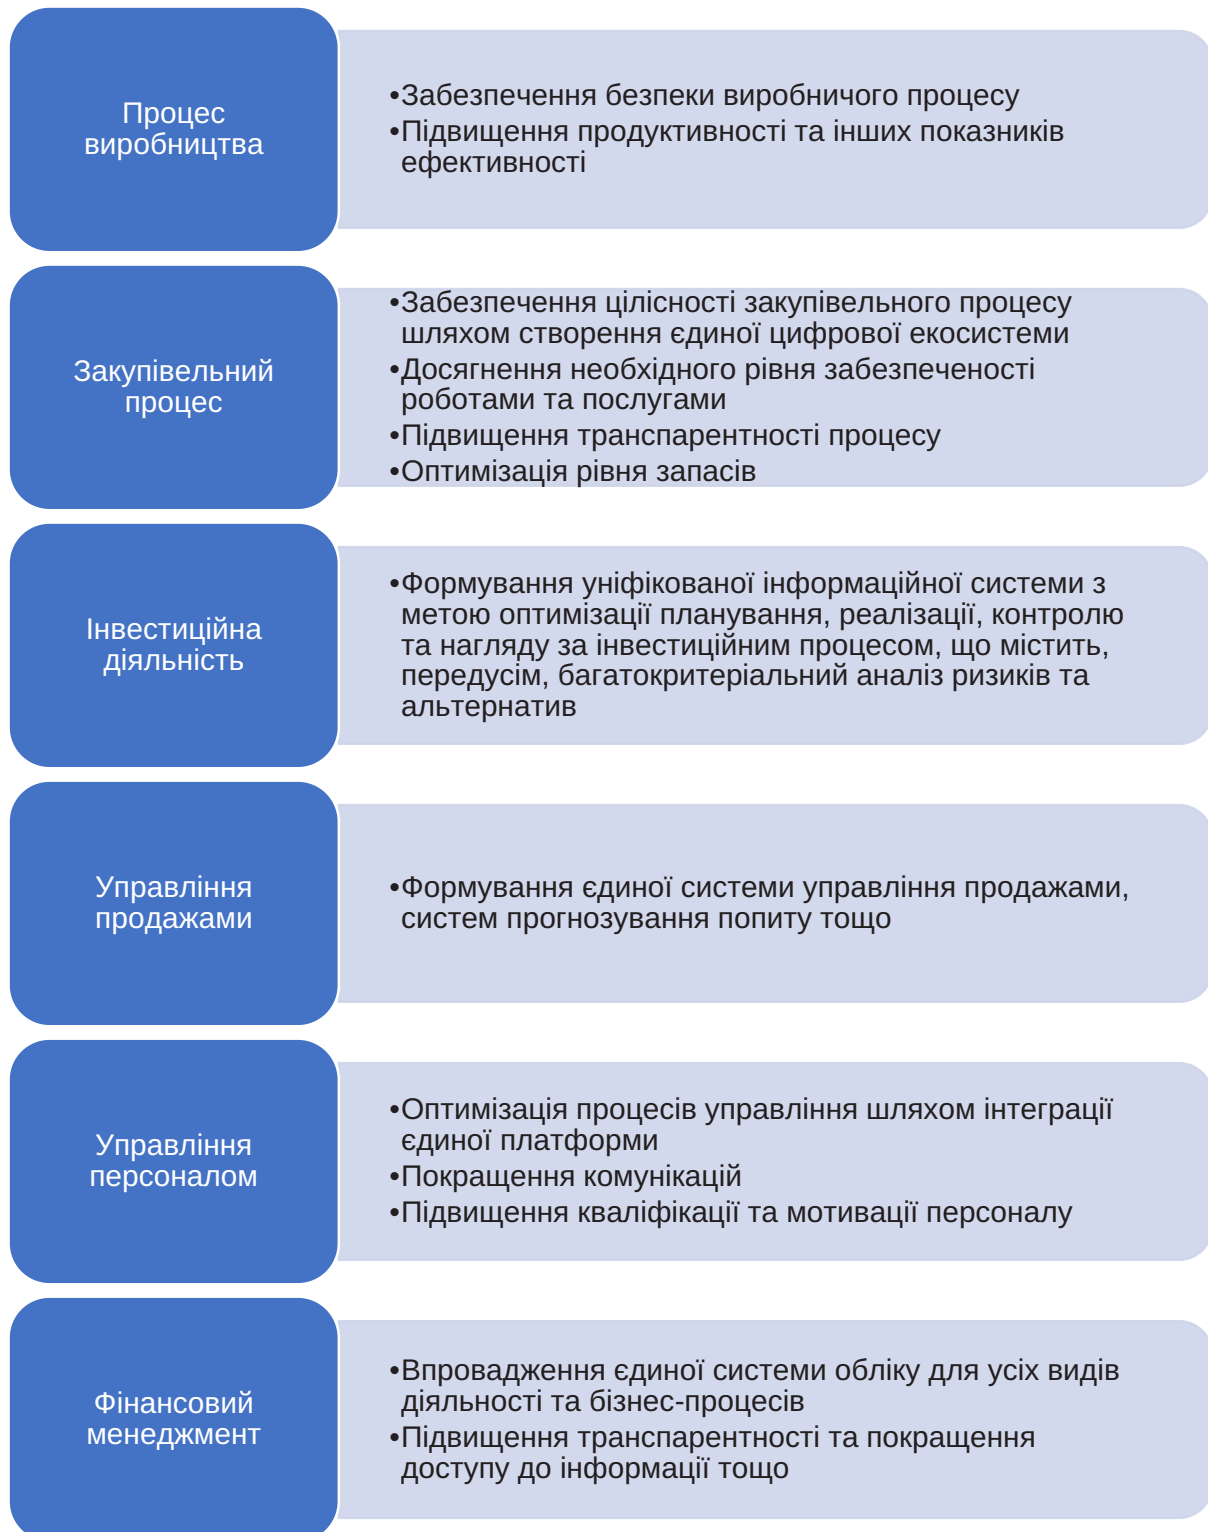 Процес
виробництва
•Забезпечення безпеки виробничого процесу
•Підвищення продуктивності та інших показників
ефективності
Закупівельний
процес
•Забезпечення цілісності закупівельного процесу
шляхом створення єдиної цифрової екосистеми
•Досягнення необхідного рівня забезпеченості
роботами та послугами
•Підвищення транспарентності процесу
•Оптимізація рівня запасів
Інвестиційна
діяльність
•Формування уніфікованої інформаційної системи з
метою оптимізації планування, реалізації, контролю
та нагляду за інвестиційним процесом, що містить,
передусім, багатокритеріальний аналіз ризиків та
альтернатив
Управління
продажами
•Формування єдиної системи управління продажами,
систем прогнозування попиту тощо
Управління
персоналом
•Оптимізація процесів управління шляхом інтеграції
єдиної платформи
•Покращення комунікацій
•Підвищення кваліфікації та мотивації персоналу
Фінансовий
менеджмент
•Впровадження єдиної системи обліку для усіх видів
діяльності та бізнес-процесів
•Підвищення транспарентності та покращення
доступу до інформації тощо